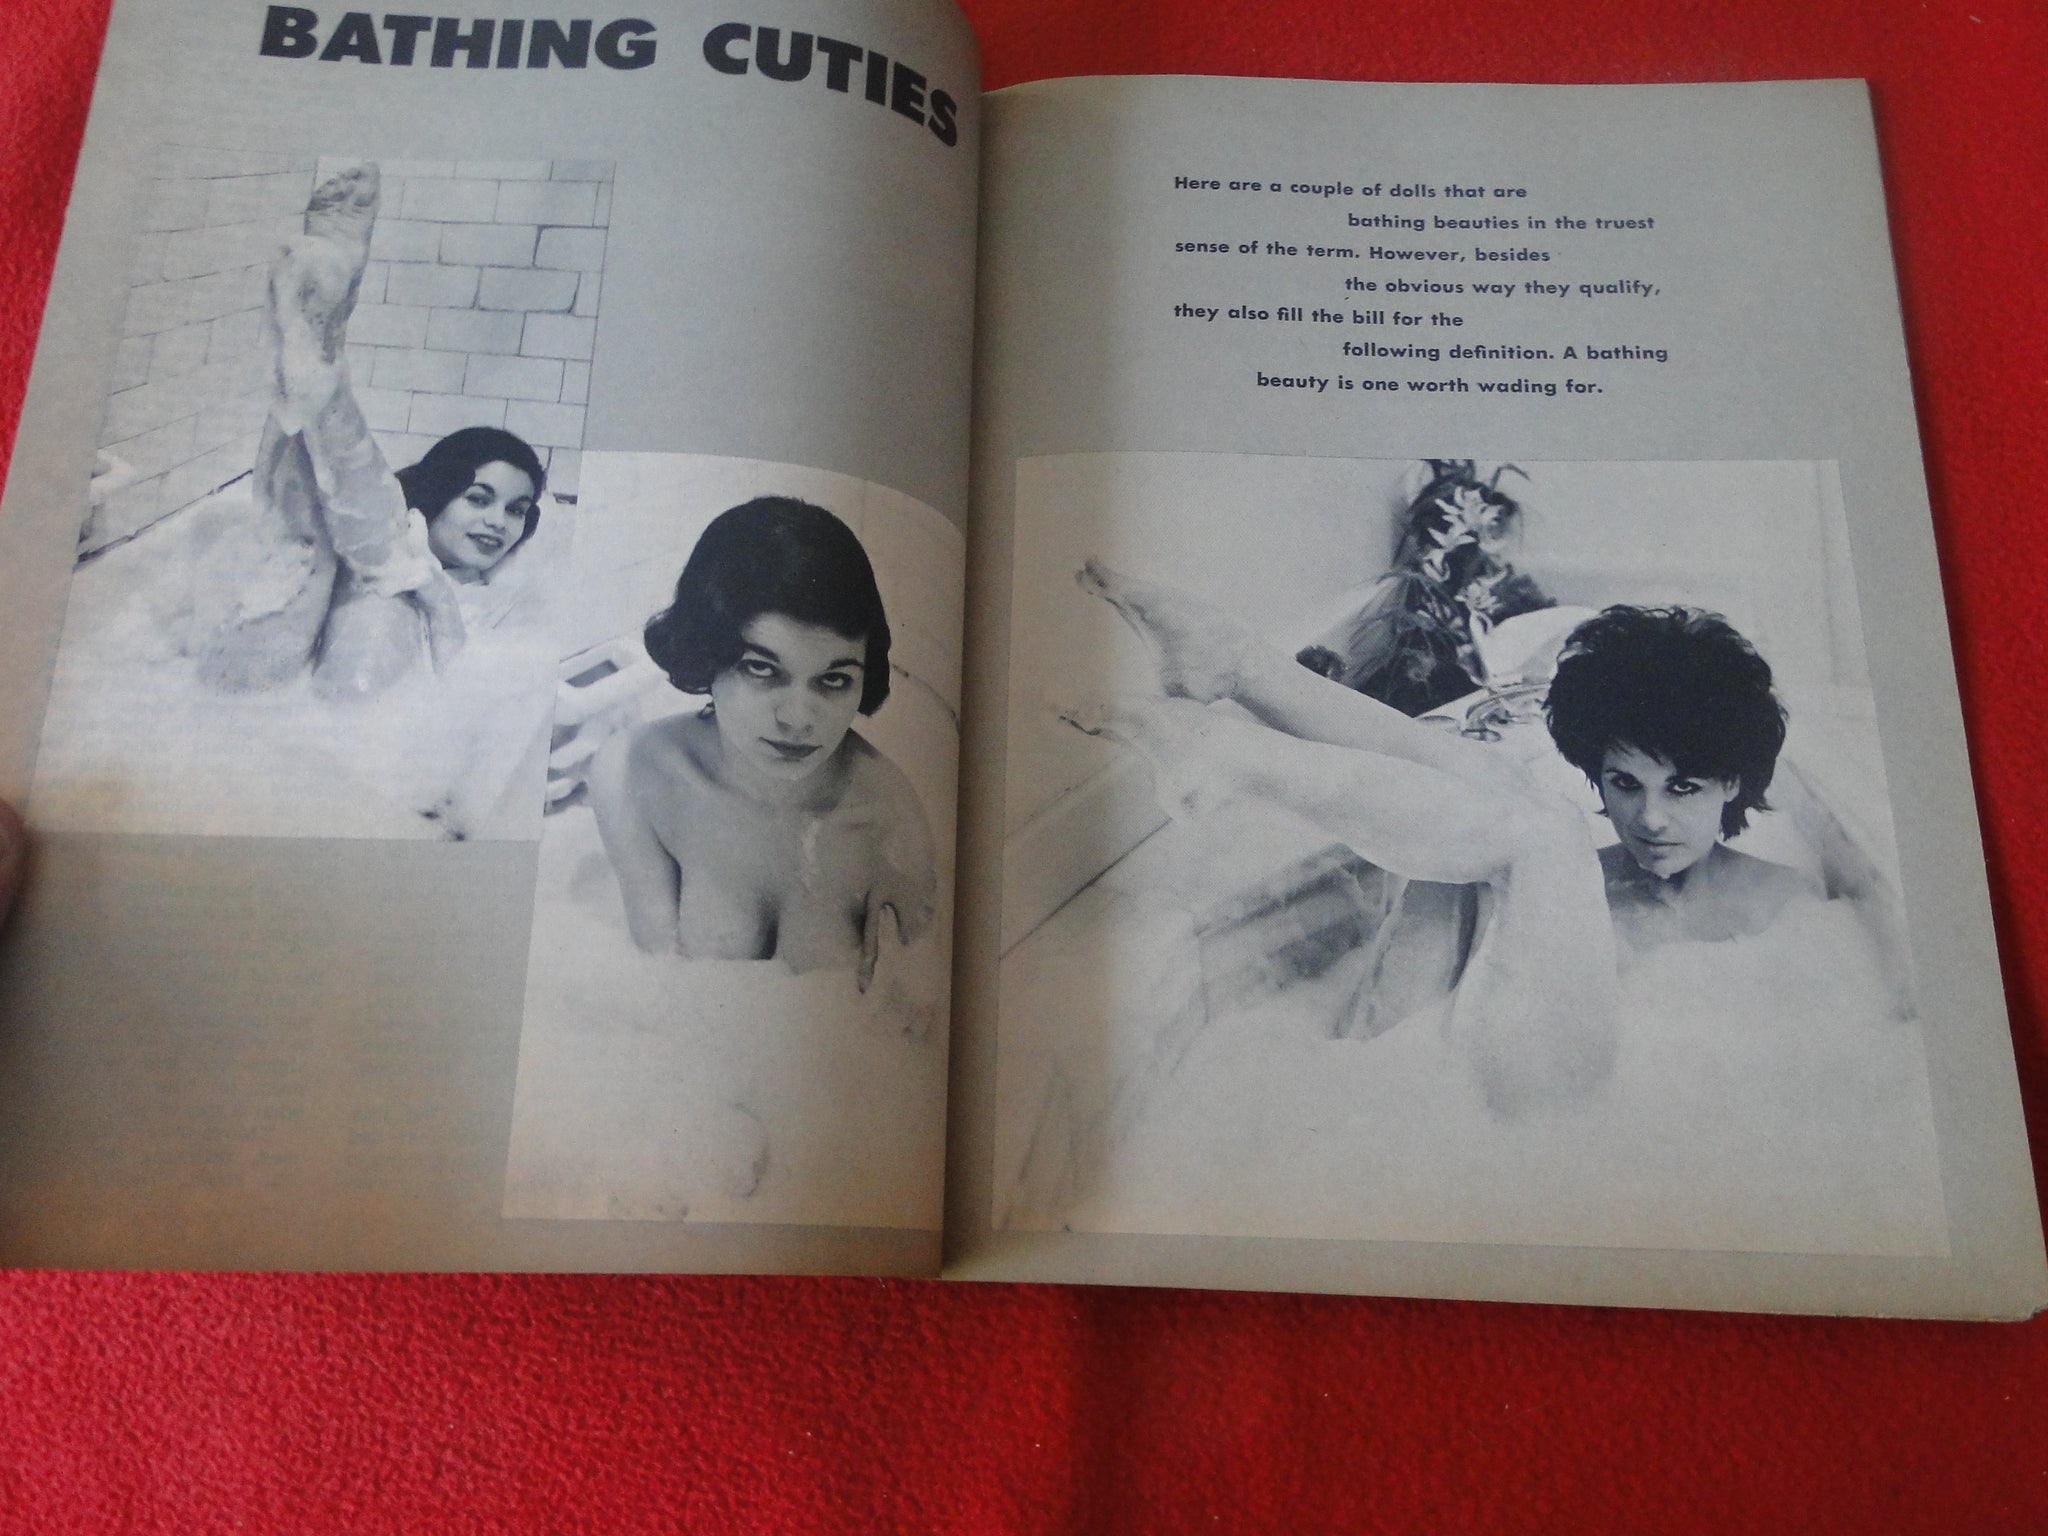 BATHING CUTIES
Here are a couple of dolls that are
bathing beauties in the truest
sense of the term. However, besides
the obvious way they qualify,
they also fill the bill for the
following definition. A bathing
beauty is one worth wading for.